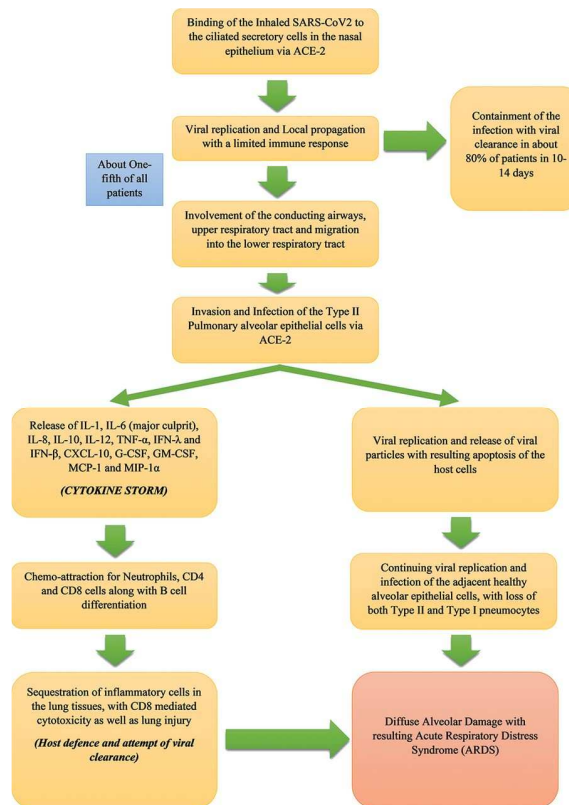 Binding of the Inhaled SARS-CoV2 to
the ciliated secretory cells in the nasal
epithelium via ACE-2
Viral replication and Local propagation
with a limited immune response
Containment of the
infection with viral
clearance in about
80% of patients in 10-
14 days
About One-
fifth of all
patients
Involvement of the conducting airways,
upper respiratory tract and migration
into the lower respiratory tract
Invasion and Infection of the Type II
Pulmonary alveolar epithelial cells via
ACE-2
Release of IL-1, IL-6 (major culprit),
IL-8, IL-10, IL-12, TNF-α, IFN-λ and
IFN-β, CXCL-10, G-CSF, GM-CSF,
MCP-1 and MIP-1α
(CYTOKINE STORM)
Viral replication and release of viral
particles with resulting apoptosis of the
host cells
Chemo-attraction for Neutrophils, CD4
and CD8 cells along with B cell
differentiation
Continuing viral replication and
infection of the adjacent healthy
alveolar epithelial cells, with loss of
both Type II and Type I pneumocytes
Sequestration of inflammatory cells in
the lung tissues, with CD8 mediated
cytotoxicity as well as lung injury
(Host defence and attempt of viral
clearance)
Diffuse Alveolar Damage with
resulting Acute Respiratory Distress
Syndrome (ARDS)